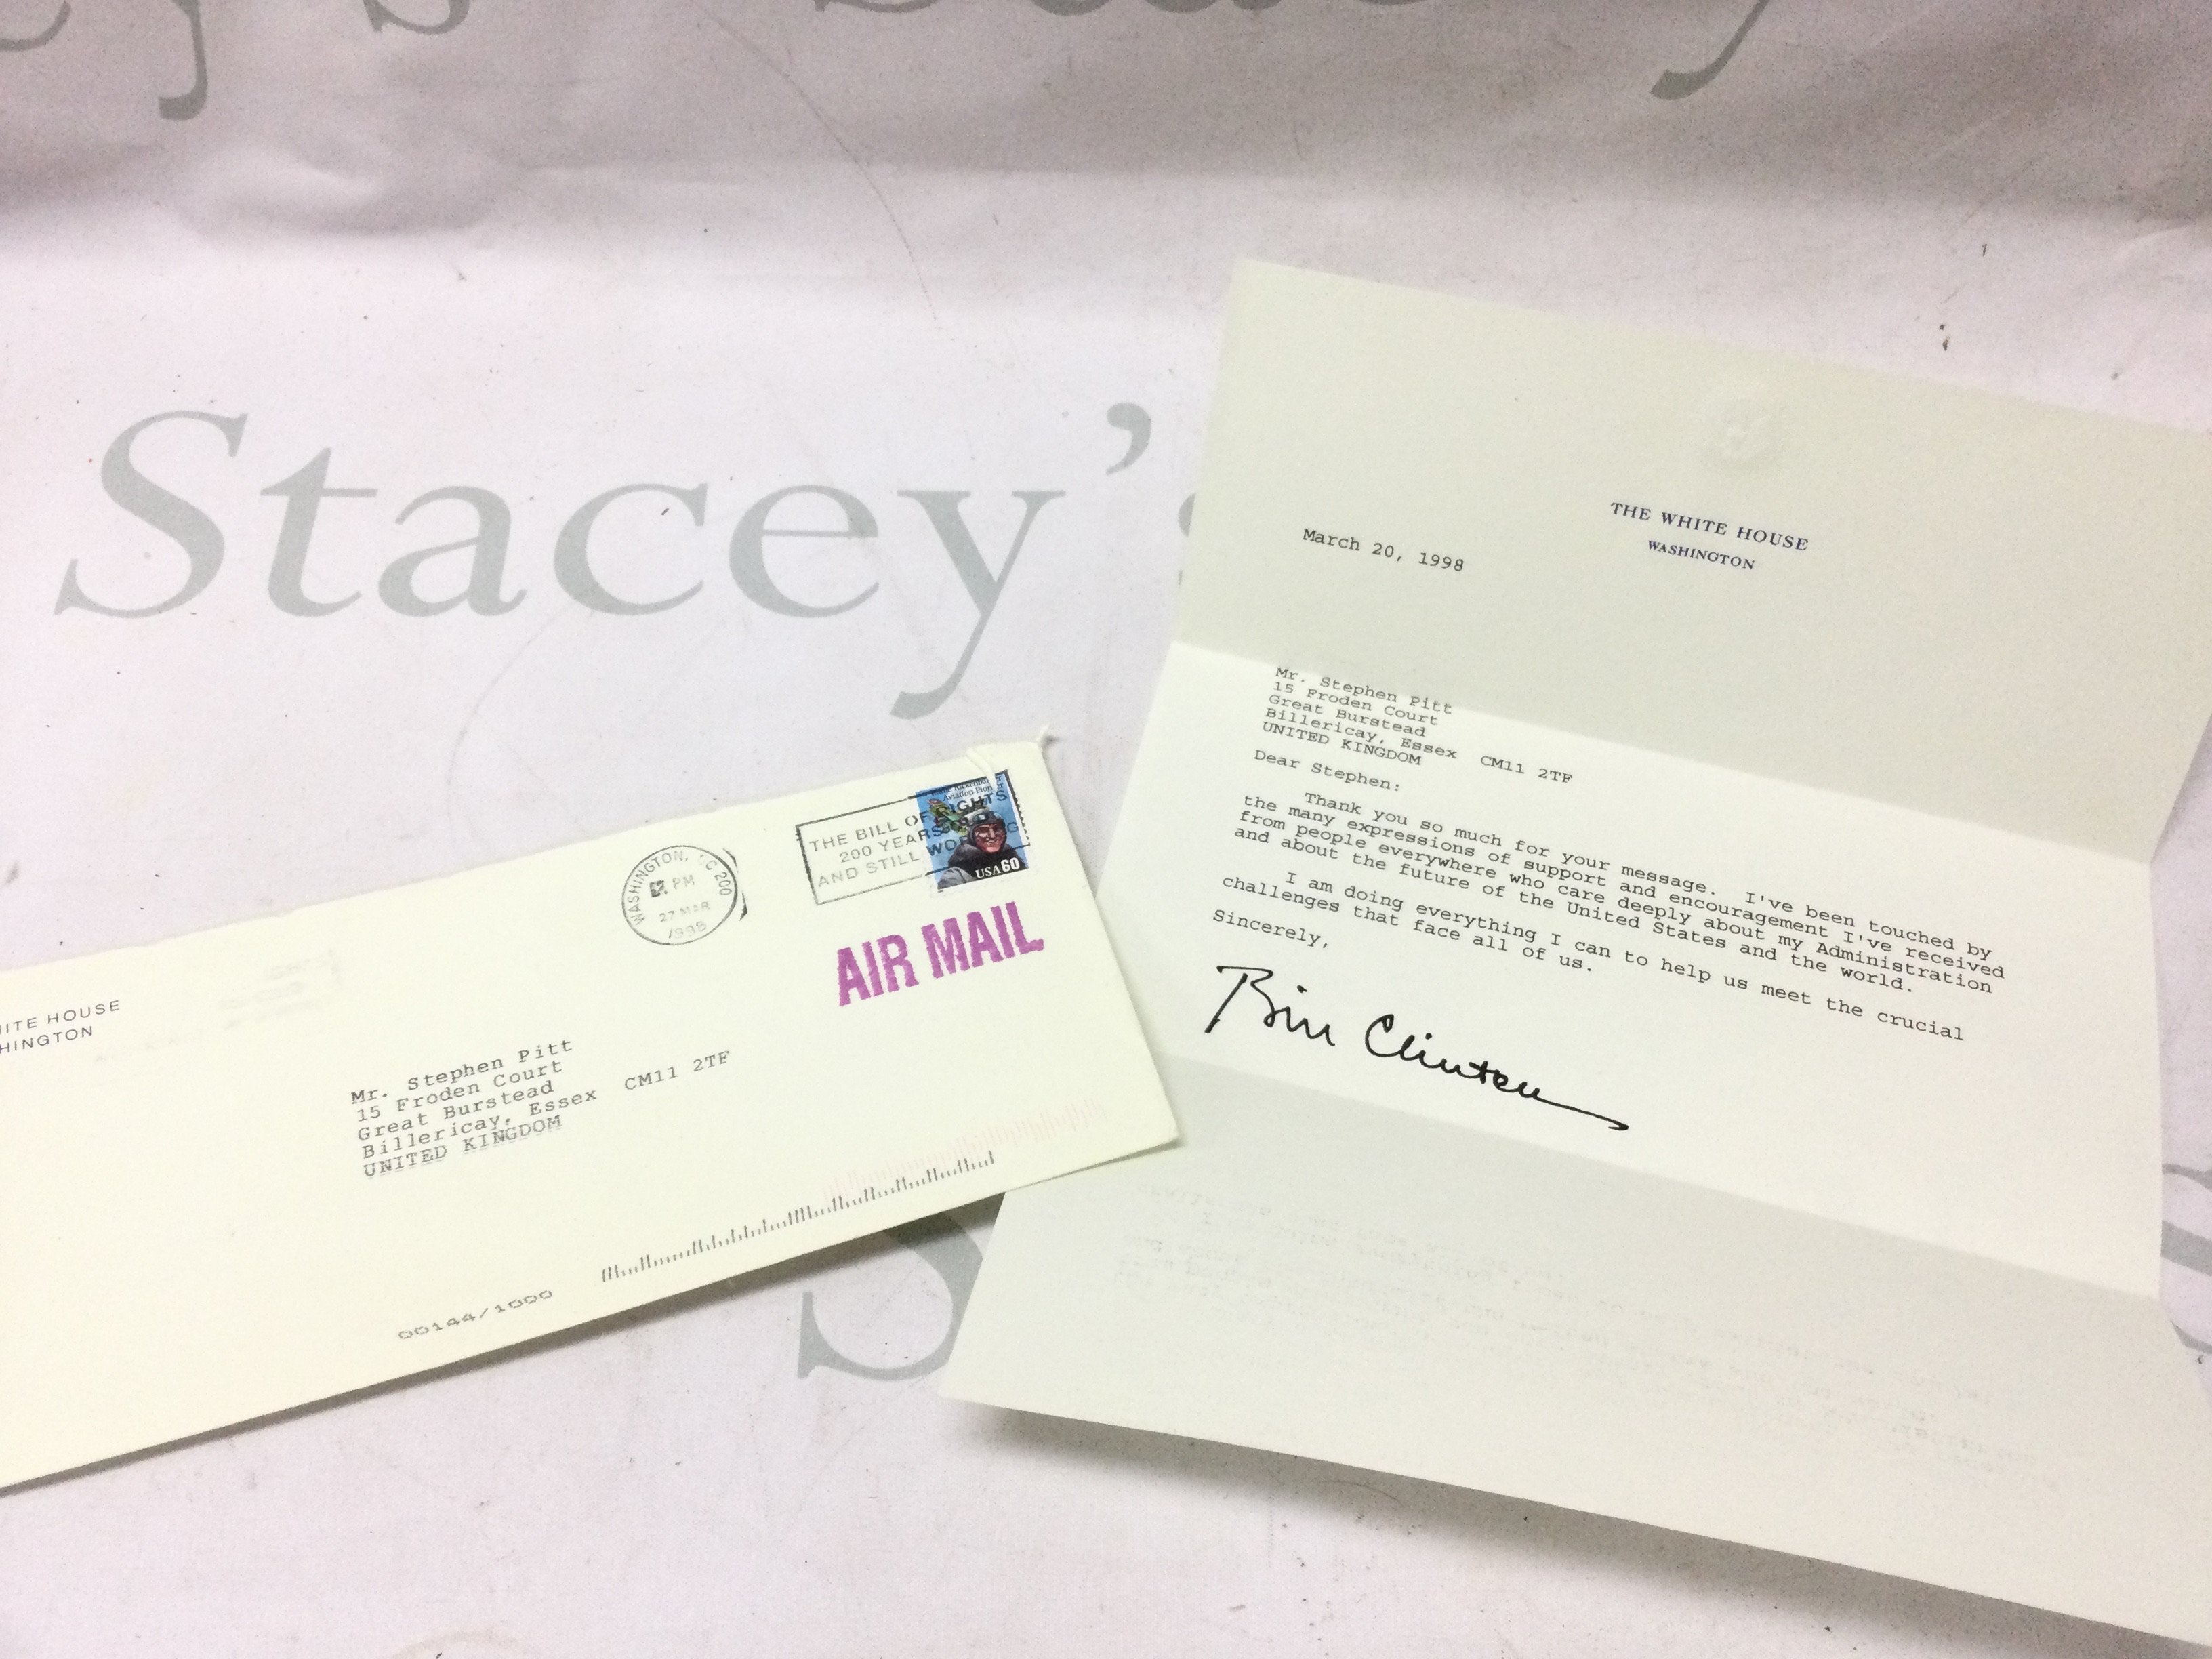 Stacey's
THE WHITE HOUSE
WASHINGTON
March 20, 1998
Mr. Stephen Pitt
15 Froden Court
Great Burstead
Billericay, Essex CM11 2TF
UNITED KINGDOM
Dear Stephen:
Thank you so much for your message. I've been touched by
the many expressions of support and encouragement I've received
from people everywhere who care deeply about my Administration
and about the future of the United States and the world.
I am doing everything I can to help us meet the crucial
challenges that face all of us.
Sincerely,
Bill Clinton
ITE HOUSE
HINGTON
WASHINGTON, C 200
PM
27 MAR
1998
THE BILL OF RIGHTS
200 YEARS
AND STILL WO G
Aviation Pion
USA 60
AIR MAIL
Mr. Stephen Pitt
15 Froden Court
Great Burstead
Billericay, Essex CM11 2TF
UNITED KINGDOM
00144/1000